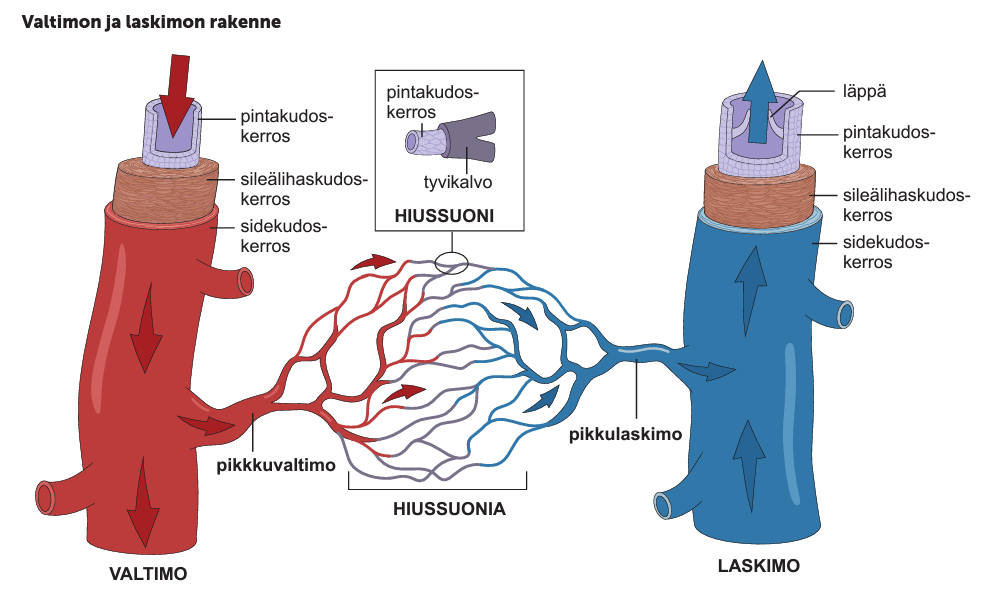 Valtimon ja laskimon rakenne
pintakudos-
kerros
sileälihaskudos-
kerros
sidekudos-
kerros
pintakudos-
kerros
tyvikalvo
HIUSSUONI
läppä
pintakudos-
kerros
sileälihaskudos-
kerros
sidekudos-
kerros
pikkkuvaltimo
pikkulaskimo
HIUSSUONIA
VALTIMO
LASKIMO